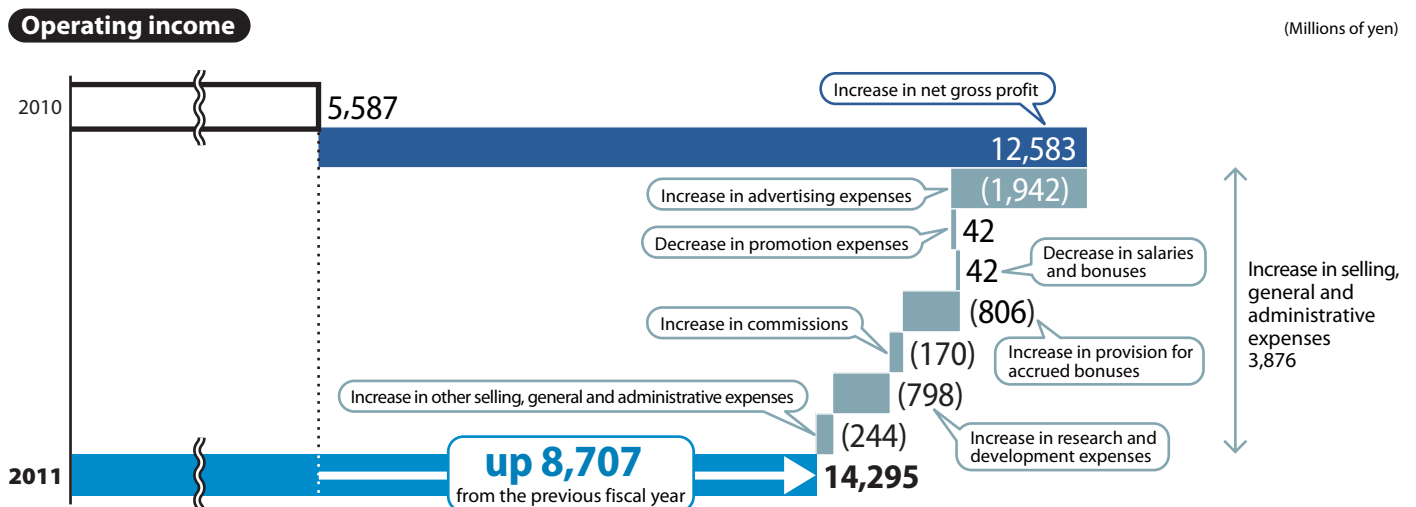 Operating income
(Millions of yen)
2010
5,587
Increase in net gross profit
12,583
Increase in advertising expenses
(1,942)
Decrease in promotion expenses
42
42
Decrease in salaries
and bonuses
Increase in selling,
general and
administrative
expenses
3,876
(806)
Increase in commissions
(170)
Increase in provision for
accrued bonuses
Increase in other selling, general and administrative expenses
(798)
(244)
Increase in research and
development expenses
2011
up 8,707
from the previous fiscal year
14,295